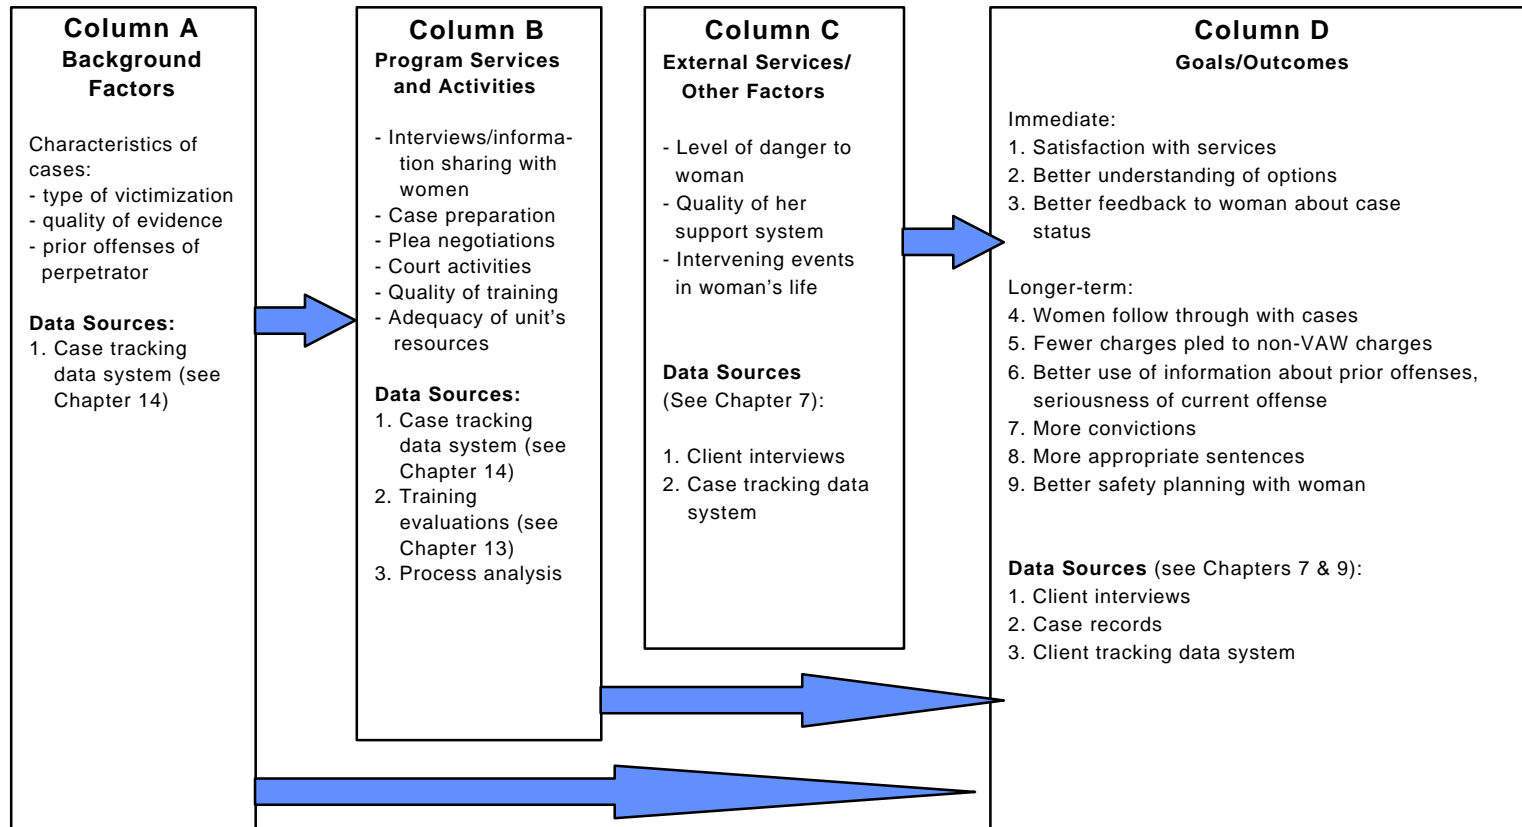 Column A
Background
Factors
Characteristics of
cases:
- type of victimization
- quality of evidence
- prior offenses of
perpetrator
Data Sources:
1. Case tracking
data system (see
Chapter 14)
Column B
Program Services
and Activities
- Interviews/informa-
tion sharing with
women
- Case preparation
- Plea negotiations
- Court activities
- Quality of training
- Adequacy of unit's
resources
Data Sources:
1. Case tracking
data system (see
Chapter 14)
2. Training
evaluations (see
Chapter 13)
3. Process analysis
Column C
External Services/
Other Factors
- Level of danger to
woman
- Quality of her
support system
- Intervening events
in woman's life
Data Sources
(See Chapter 7):
1. Client interviews
2. Case tracking data
system
Column D
Goals/Outcomes
Immediate:
1. Satisfaction with services
2. Better understanding of options
3. Better feedback to woman about case
status
Longer-term:
4. Women follow through with cases
5. Fewer charges pled to non-VAW charges
6. Better use of information about prior offenses,
seriousness of current offense
7. More convictions
8. More appropriate sentences
9. Better safety planning with woman
Data Sources (see Chapters 7 & 9):
1. Client interviews
2. Case records
3. Client tracking data system